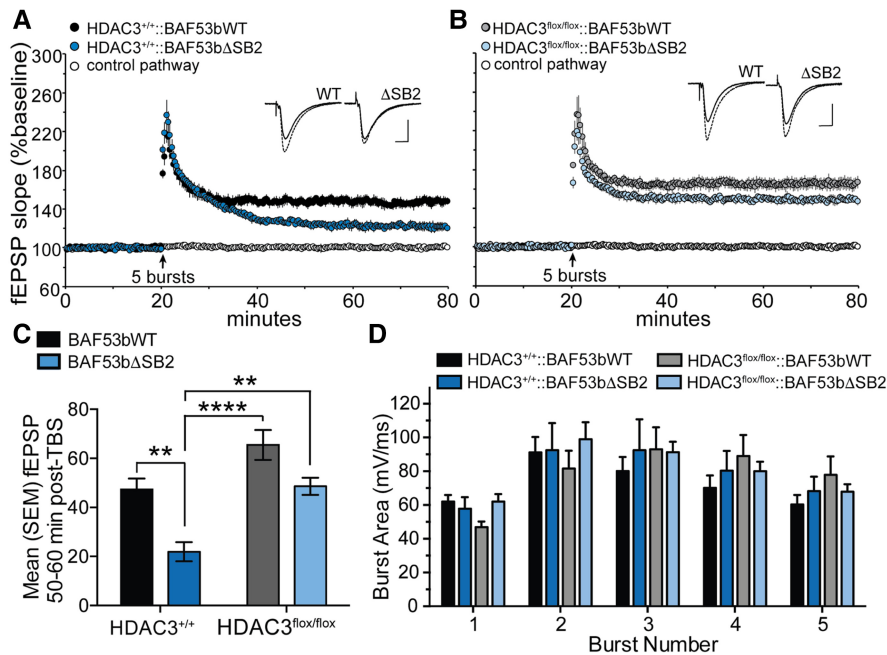 A
HDAC3+/+::BAF53bWT
HDAC3+/+::BAF53bΔSB2
control pathway
fEPSP slope (%baseline)
300
260
220
180
140
100
60
WT
ΔSB2
5 bursts
0
20
40
60
80
minutes
B
HDAC3flox/flox::BAF53bWT
HDAC3flox/flox::BAF53bΔSB2
control pathway
WT
ΔSB2
5 bursts
0
20
40
60
80
minutes
C
BAF53bWT
BAF53bΔSB2
Mean (SEM) fEPSP
50-60 min post-TBS
80
60
40
20
0
**
****
**
HDAC3+/+
HDAC3flox/flox
D
HDAC3+/+::BAF53bWT
HDAC3flox/flox::BAF53bWT
HDAC3+/+::BAF53bΔSB2
HDAC3flox/flox::BAF53bΔSB2
Burst Area (mV/ms)
120
100
80
60
40
20
0
1
2
3
4
5
Burst Number